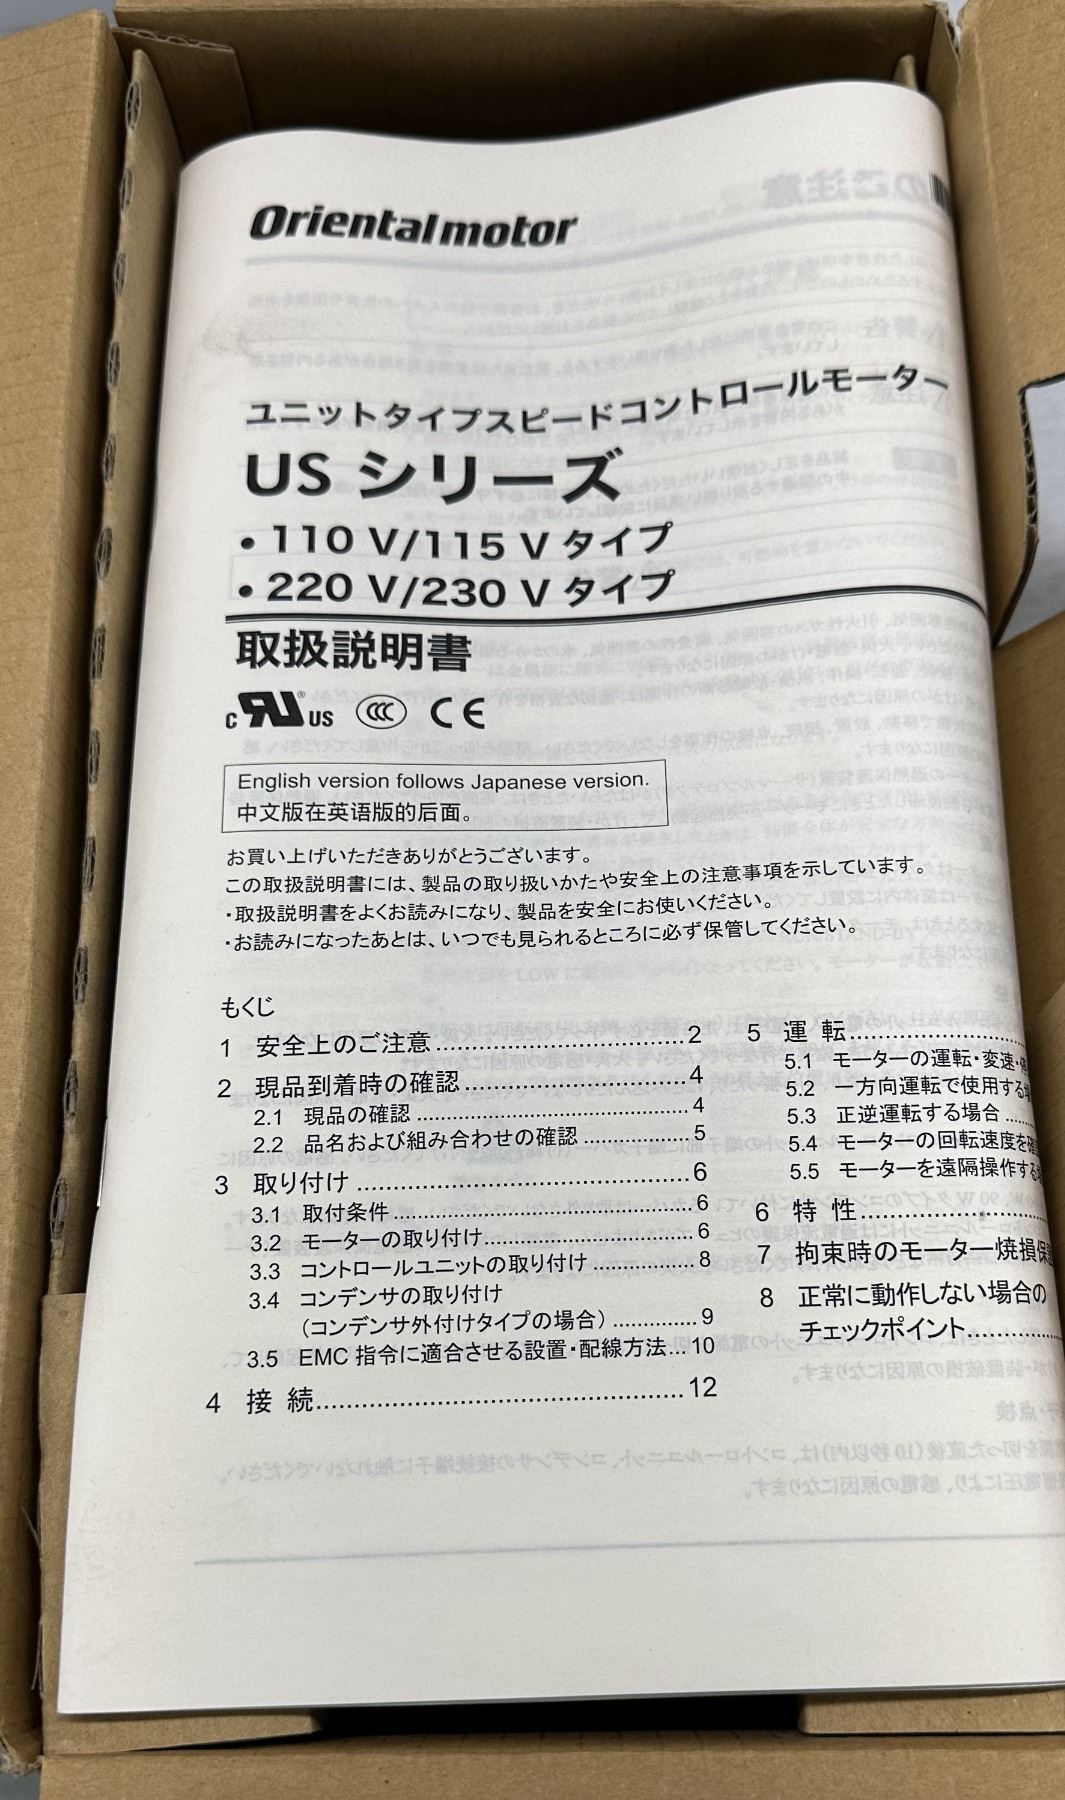 Orientalmotor
ユニットタイプスピードコントロールモーター
US シリーズ
• 110 V/115 V タイプ
• 220 V/230 V タイプ
取扱説明書
c RU® US CCC CE
English version follows Japanese version.
中文版在英语版的后面。
お買い上げいただきありがとうございます。
この取扱説明書には、製品の取り扱いかたや安全上の注意事項を示しています。
・取扱説明書をよくお読みになり、製品を安全にお使いください。
・お読みになったあとは、いつでも見られるところに必ず保管してください。
もくじ
1 安全上のご注意 2
2 現品到着時の確認 4
2.1 現品の確認 4
2.2 品名および組み合わせの確認 5
3 取り付け 6
3.1 取付条件 6
3.2 モーターの取り付け 6
3.3 コントロールユニットの取り付け 8
3.4 コンデンサの取り付け
（コンデンサ外付けタイプの場合） 9
3.5 EMC 指令に適合させる設置・配線方法 10
4 接 続 12
5 運 転
5.1 モーターの運転・変速・
5.2 一方向運転で使用する
5.3 正逆運転する場合
5.4 モーターの回転速度を
5.5 モーターを遠隔操作する
6 特 性
7 拘束時のモーター焼損保
8 正常に動作しない場合の
チェックポイント